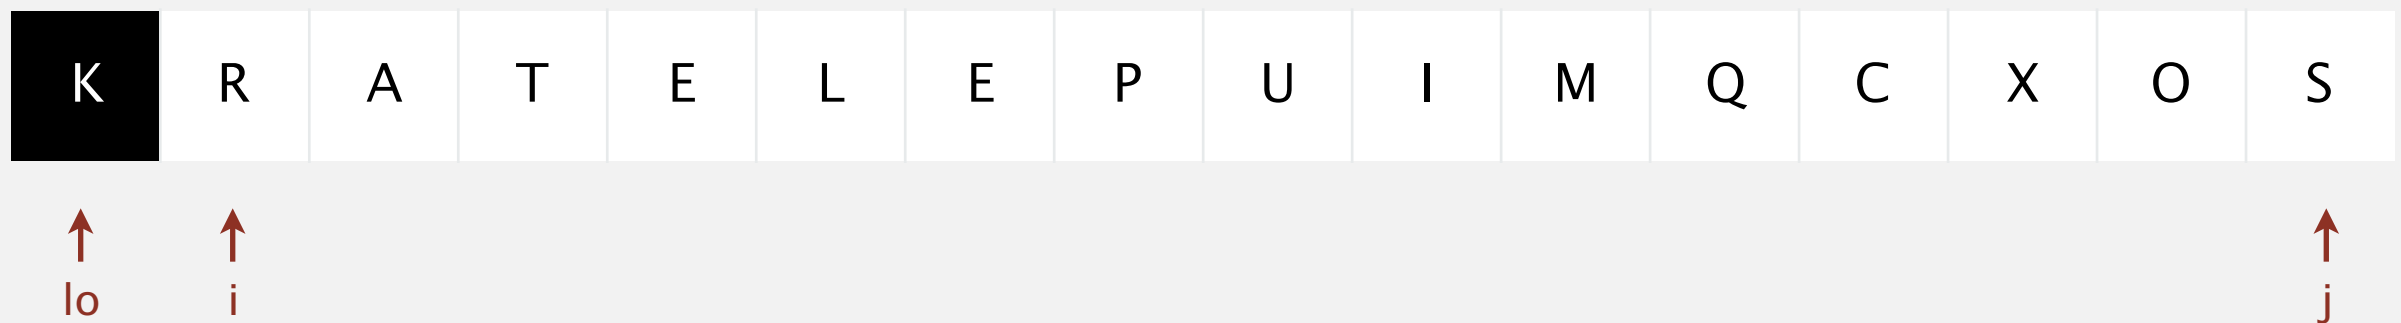 K R A T E L E P U I M Q C X O S
lo i j